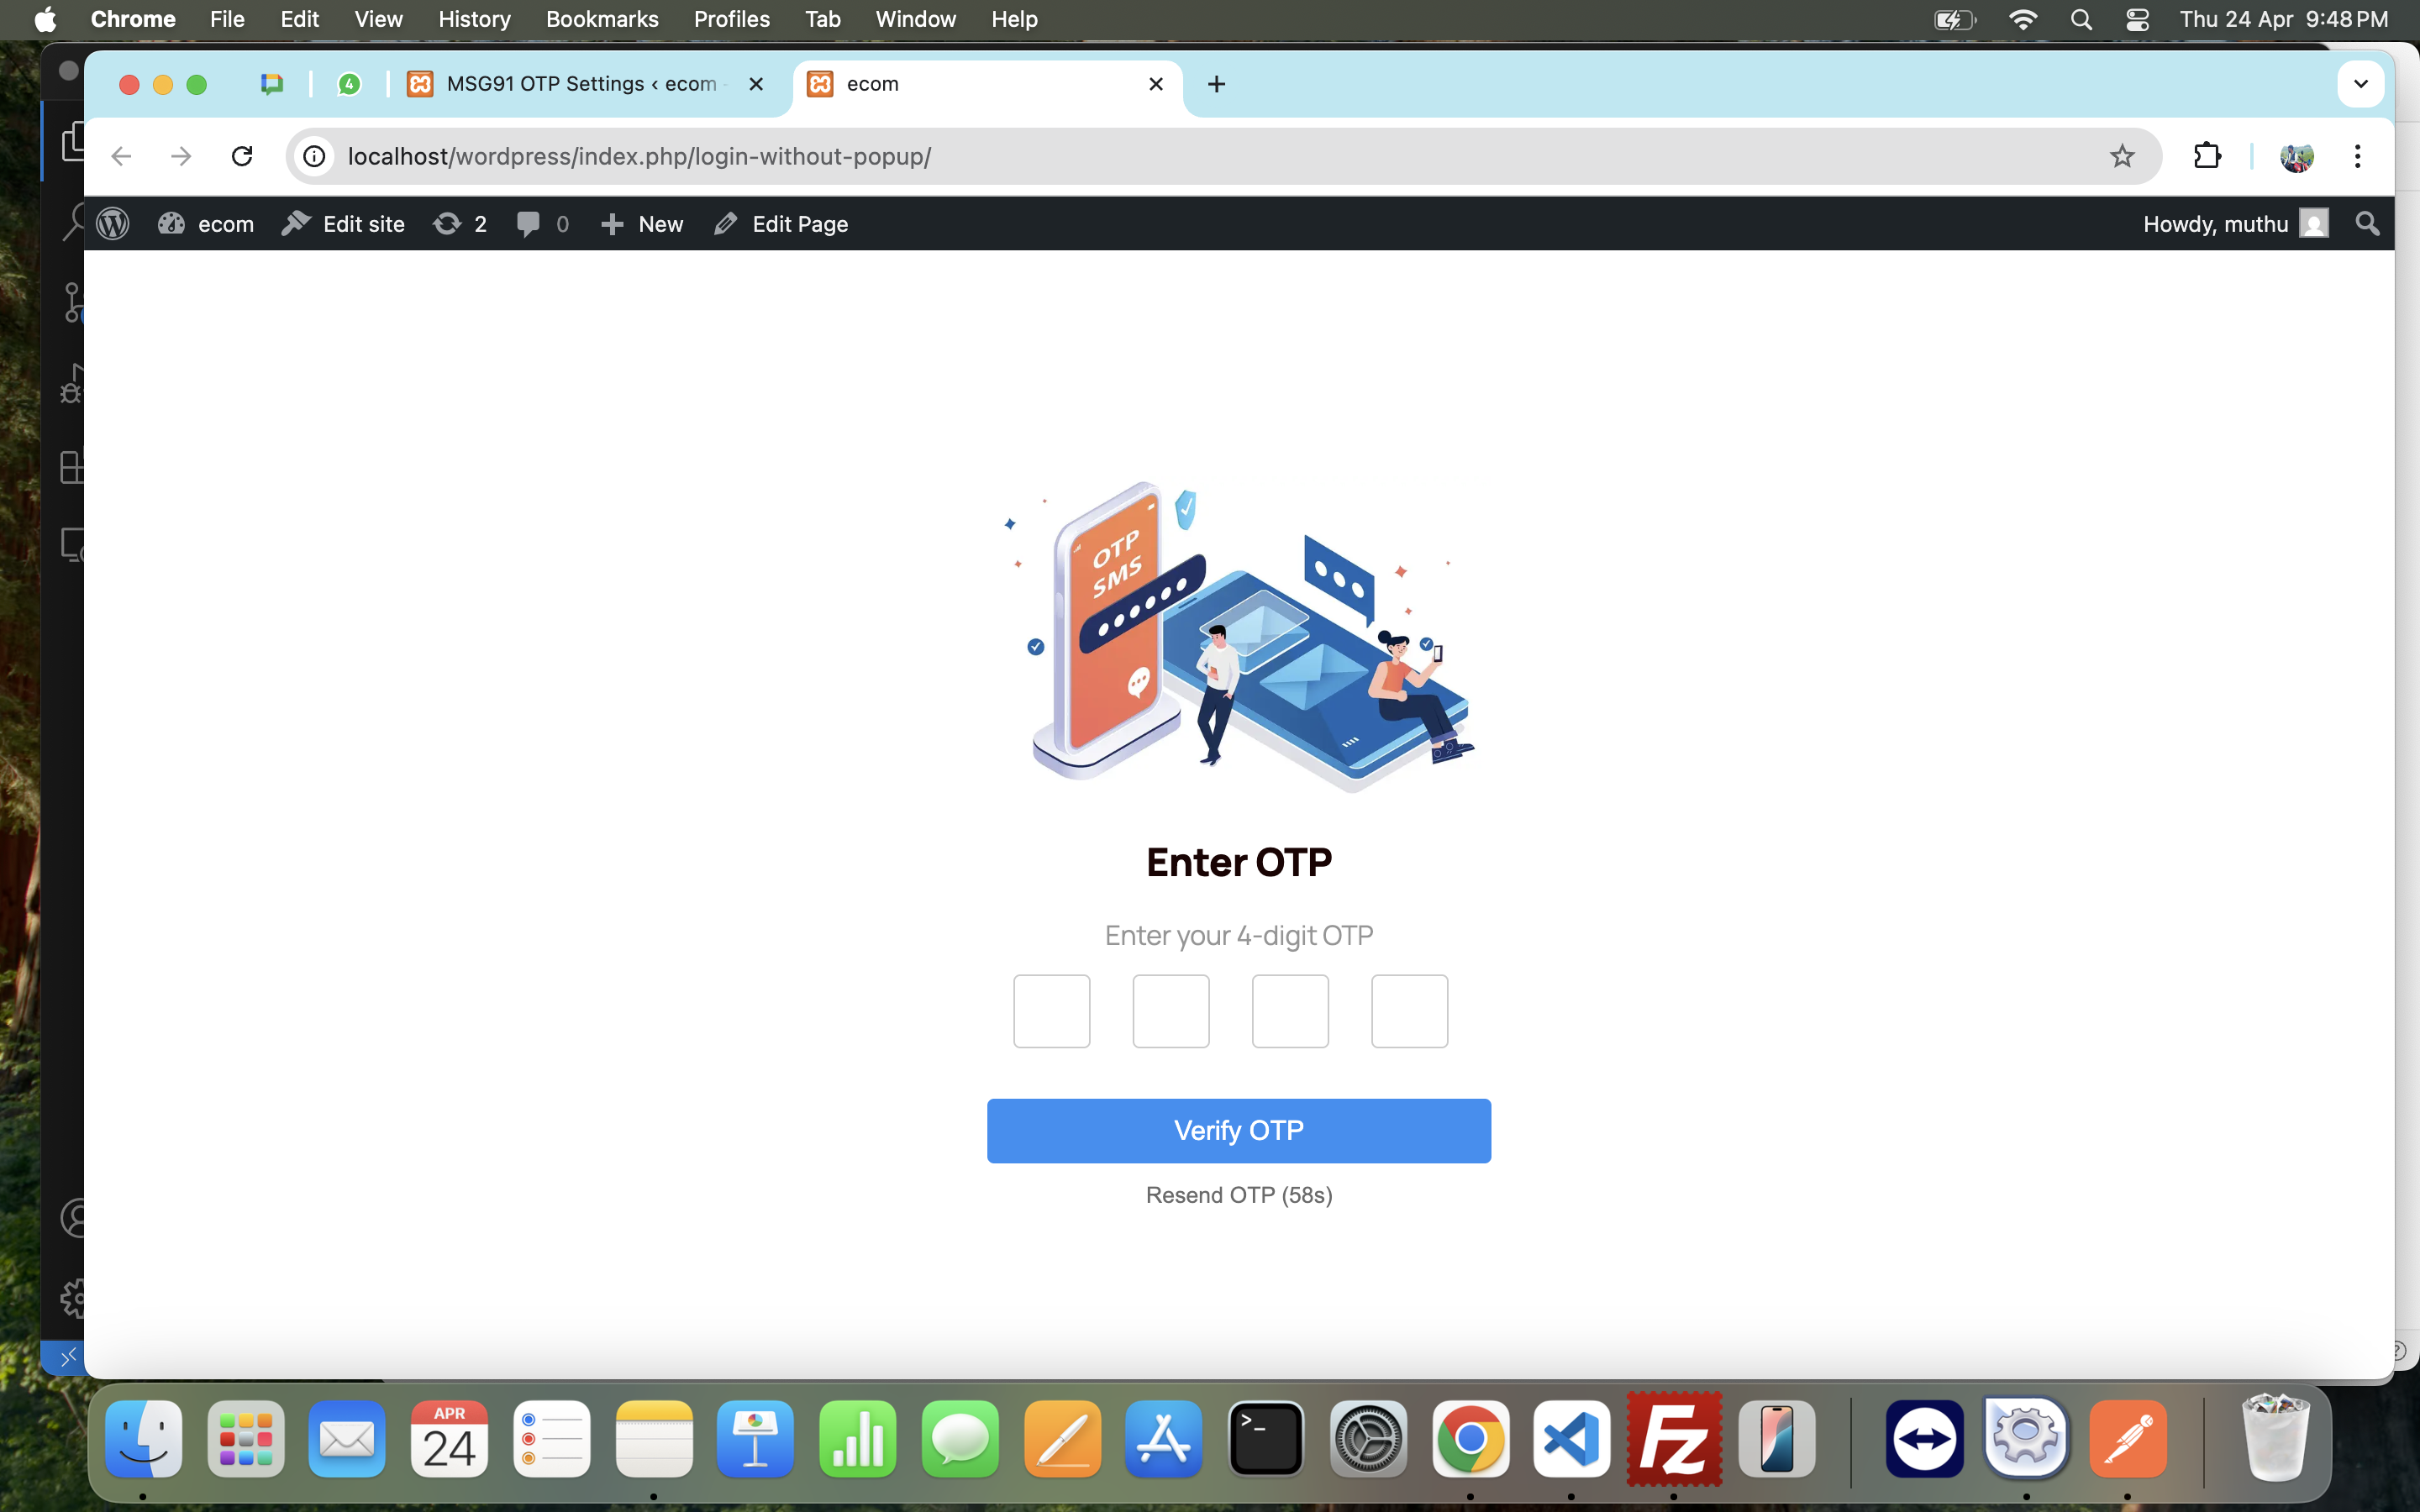 Chrome File Edit View History Bookmarks Profiles Tab Window Help Thu 24 Apr 9:48 PM
4 MSG91 OTP Settings ‹ ecom ecom
localhost/wordpress/index.php/login-without-popup/
ecom Edit site 2 0 New Edit Page Howdy, muthu
OTP
SMS
Enter OTP
Enter your 4-digit OTP
Verify OTP
Resend OTP (58s)
APR
24
Fz